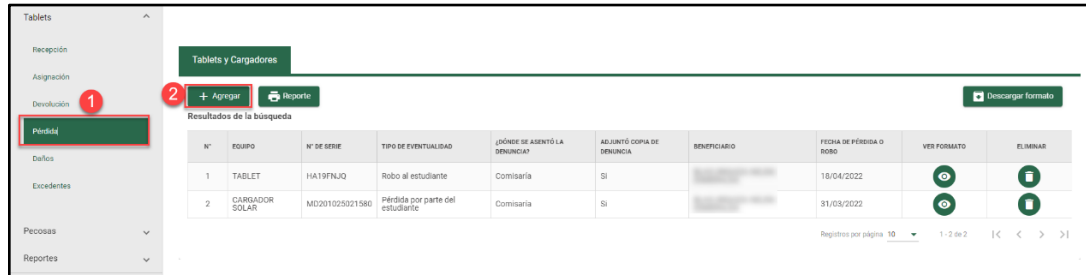 Tablets
Recepción
Asignación
Devolución
1
Pérdida
Daños
Excedentes
Pecosas
Reportes
Tablets y Cargadores
2
+ Agregar
Reporte
Descargar formato
Resultados de la búsqueda
N° EQUIPO N° DE SERIE TIPO DE EVENTUALIDAD ¿DÓNDE SE ASENTÓ LA DENUNCIA? ADJUNTÓ COPIA DE DENUNCIA BENEFICIARIO FECHA DE PÉRDIDA O ROBO VER FORMATO ELIMINAR
1 TABLET HA19FNJQ Robo al estudiante Comisaría Si 18/04/2022
2 CARGADOR SOLAR MD201025021580 Pérdida por parte del estudiante Comisaría Si 31/03/2022
Registros por página 10 1 - 2 de 2